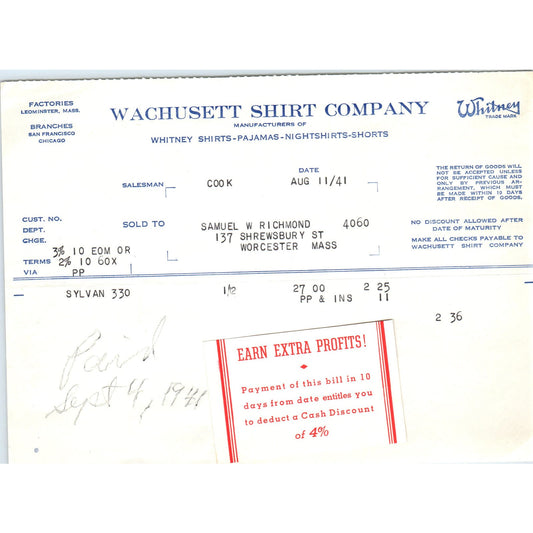 FACTORIES
LEOMINSTER, MASS.
BRANCHES
SAN FRANCISCO
CHICAGO
WACHUSETT SHIRT COMPANY
MANUFACTURERS OF
WHITNEY SHIRTS-PAJAMAS-NIGHTSHIRTS-SHORTS
Whitney
TRADE MARK
SALESMAN COOK
DATE
AUG 11/41
THE RETURN OF GOODS WILL
NOT BE ACCEPTED UNLESS
FOR SUFFICIENT CAUSE AND
ONLY BY PREVIOUS AR-
RANGEMENT, WHICH MUST
BE MADE WITHIN 10 DAYS
AFTER RECEIPT OF GOODS.
NO DISCOUNT ALLOWED AFTER
DATE OF MATURITY
MAKE ALL CHECKS PAYABLE TO
WACHUSETT SHIRT COMPANY
CUST. NO.
DEPT.
CHGE.
3% 10 EOM OR
TERMS 2% 10 60X
VIA PP
SOLD TO SAMUEL W RICHMOND 4060
137 SHREWSBURY ST
WORCESTER MASS
SYLVAN 330 1/2 27 00 2 25
PP & INS 11
2 36
Paid
Sept 4, 1941
EARN EXTRA PROFITS!
Payment of this bill in 10
days from date entitles you
to deduct a Cash Discount
of 4%